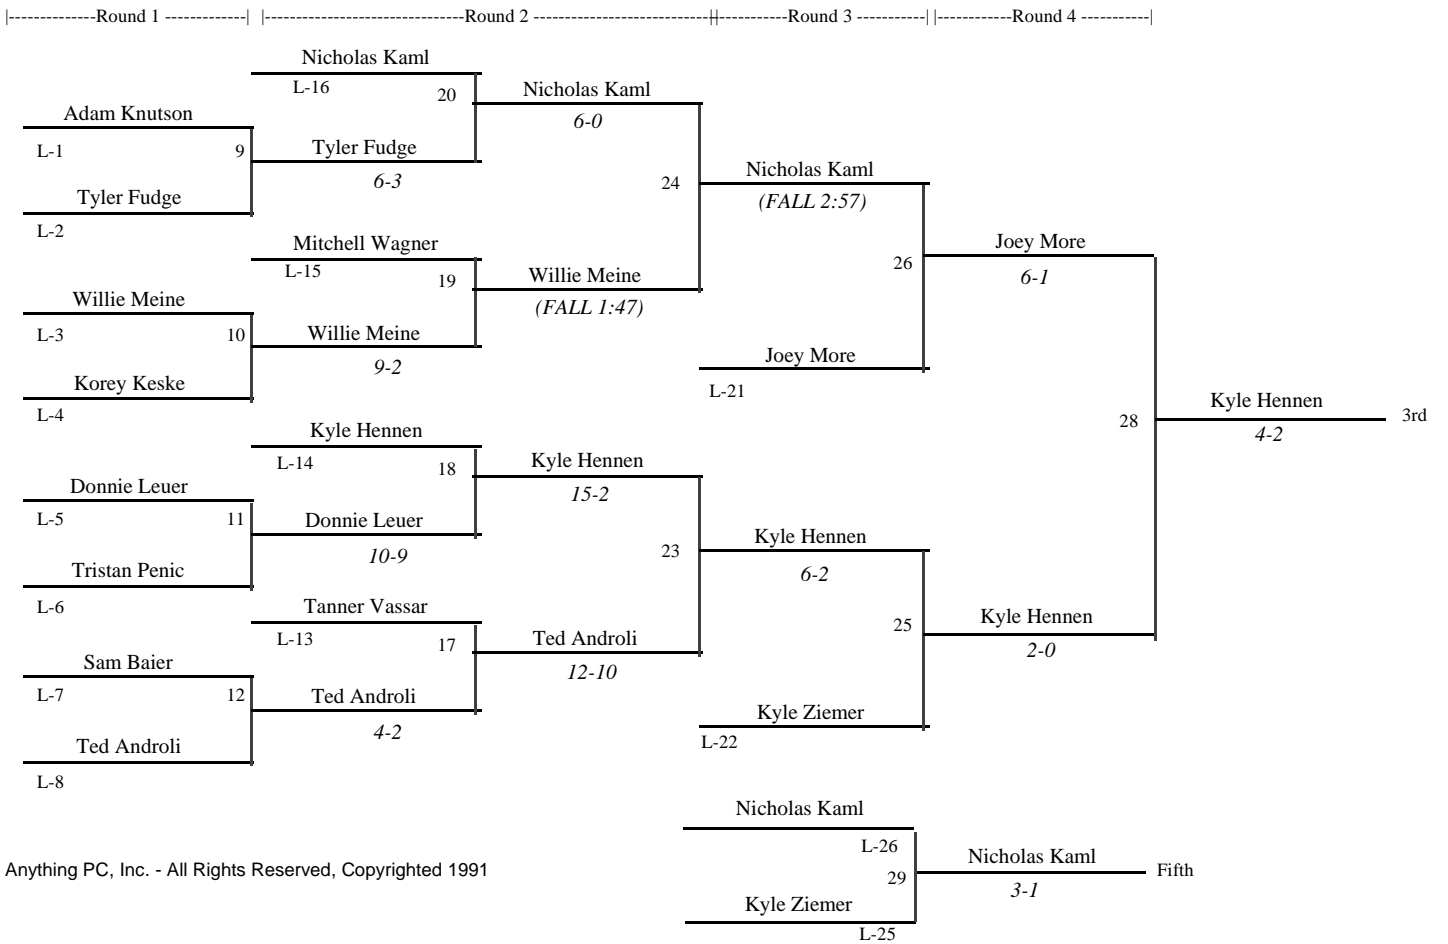 |--------------Round 1 -------------| |--------------------------------Round 2 ----------------------------||-----------Round 3 -----------| |------------Round 4 -----------|
Nicholas Kaml
L-16
20
Nicholas Kaml
6-0
Adam Knutson
L-1
9
Tyler Fudge
6-3
Tyler Fudge
L-2
24
Nicholas Kaml
(FALL 2:57)
Mitchell Wagner
L-15
19
Willie Meine
(FALL 1:47)
26
Joey More
6-1
Willie Meine
L-3
10
Willie Meine
9-2
Korey Keske
L-4
Joey More
L-21
28
Kyle Hennen
4-2
3rd
Kyle Hennen
L-14
18
Kyle Hennen
15-2
Donnie Leuer
L-5
11
Donnie Leuer
10-9
Tristan Penic
L-6
23
Kyle Hennen
6-2
Tanner Vassar
L-13
17
Ted Androli
12-10
25
Kyle Hennen
2-0
Sam Baier
L-7
12
Ted Androli
4-2
Ted Androli
L-8
Kyle Ziemer
L-22
Nicholas Kaml
L-26
29
Nicholas Kaml
3-1
Fifth
Kyle Ziemer
L-25
Anything PC, Inc. - All Rights Reserved, Copyrighted 1991